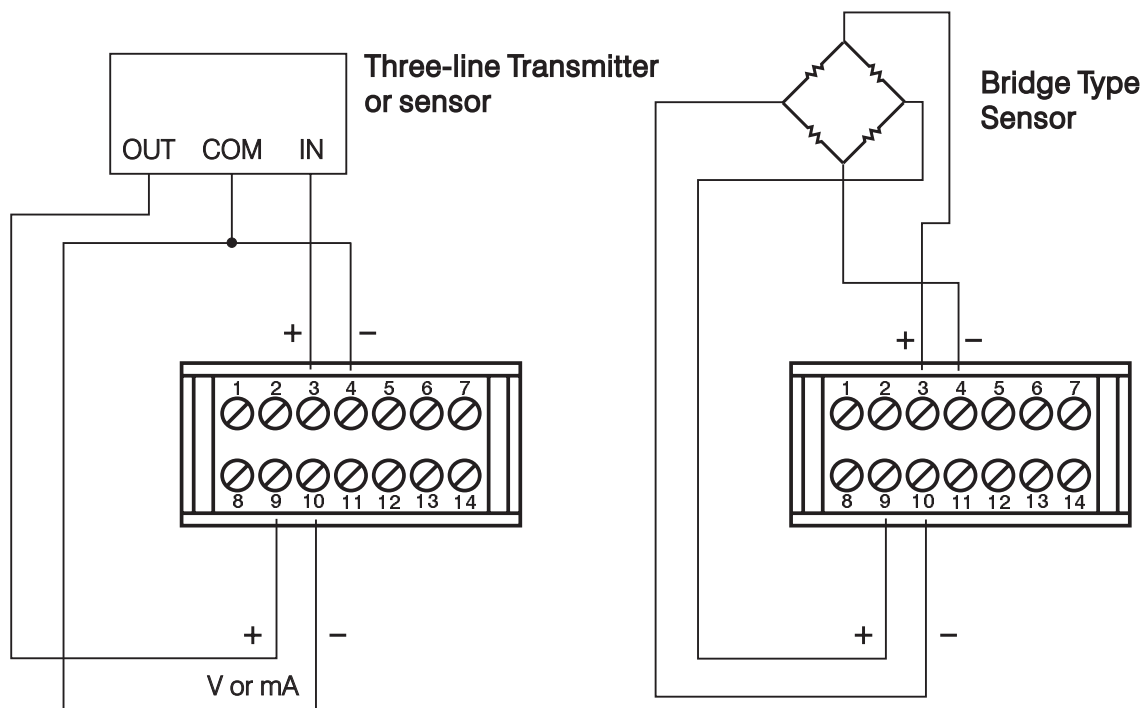 Three-line Transmitter
or sensor
OUT COM IN
+ −
1 2 3 4 5 6 7
8 9 10 11 12 13 14
+ −
V or mA
Bridge Type
Sensor
+ −
1 2 3 4 5 6 7
8 9 10 11 12 13 14
+ −